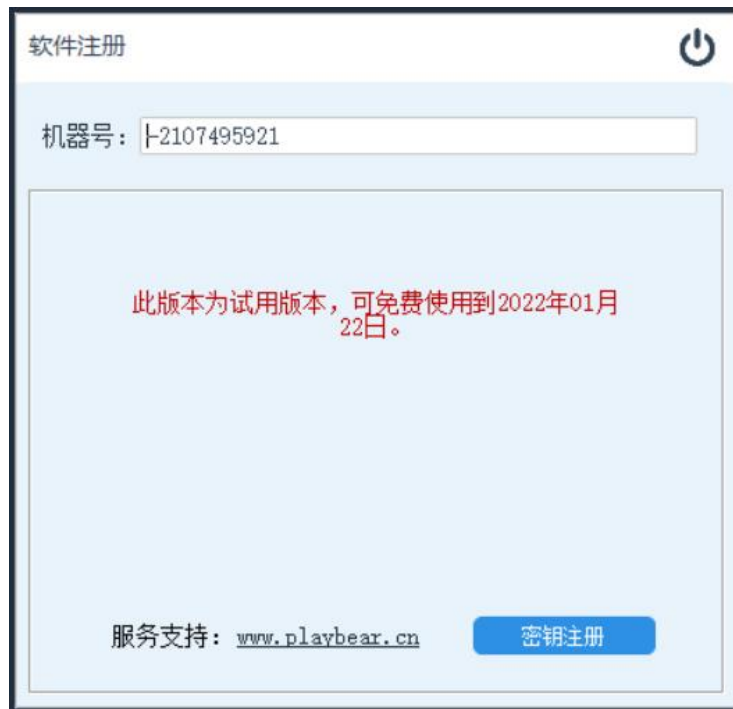 软件注册
机器号：-2107495921
此版本为试用版本，可免费使用到2022年01月
22日。
服务支持：www.playbear.cn 密钥注册